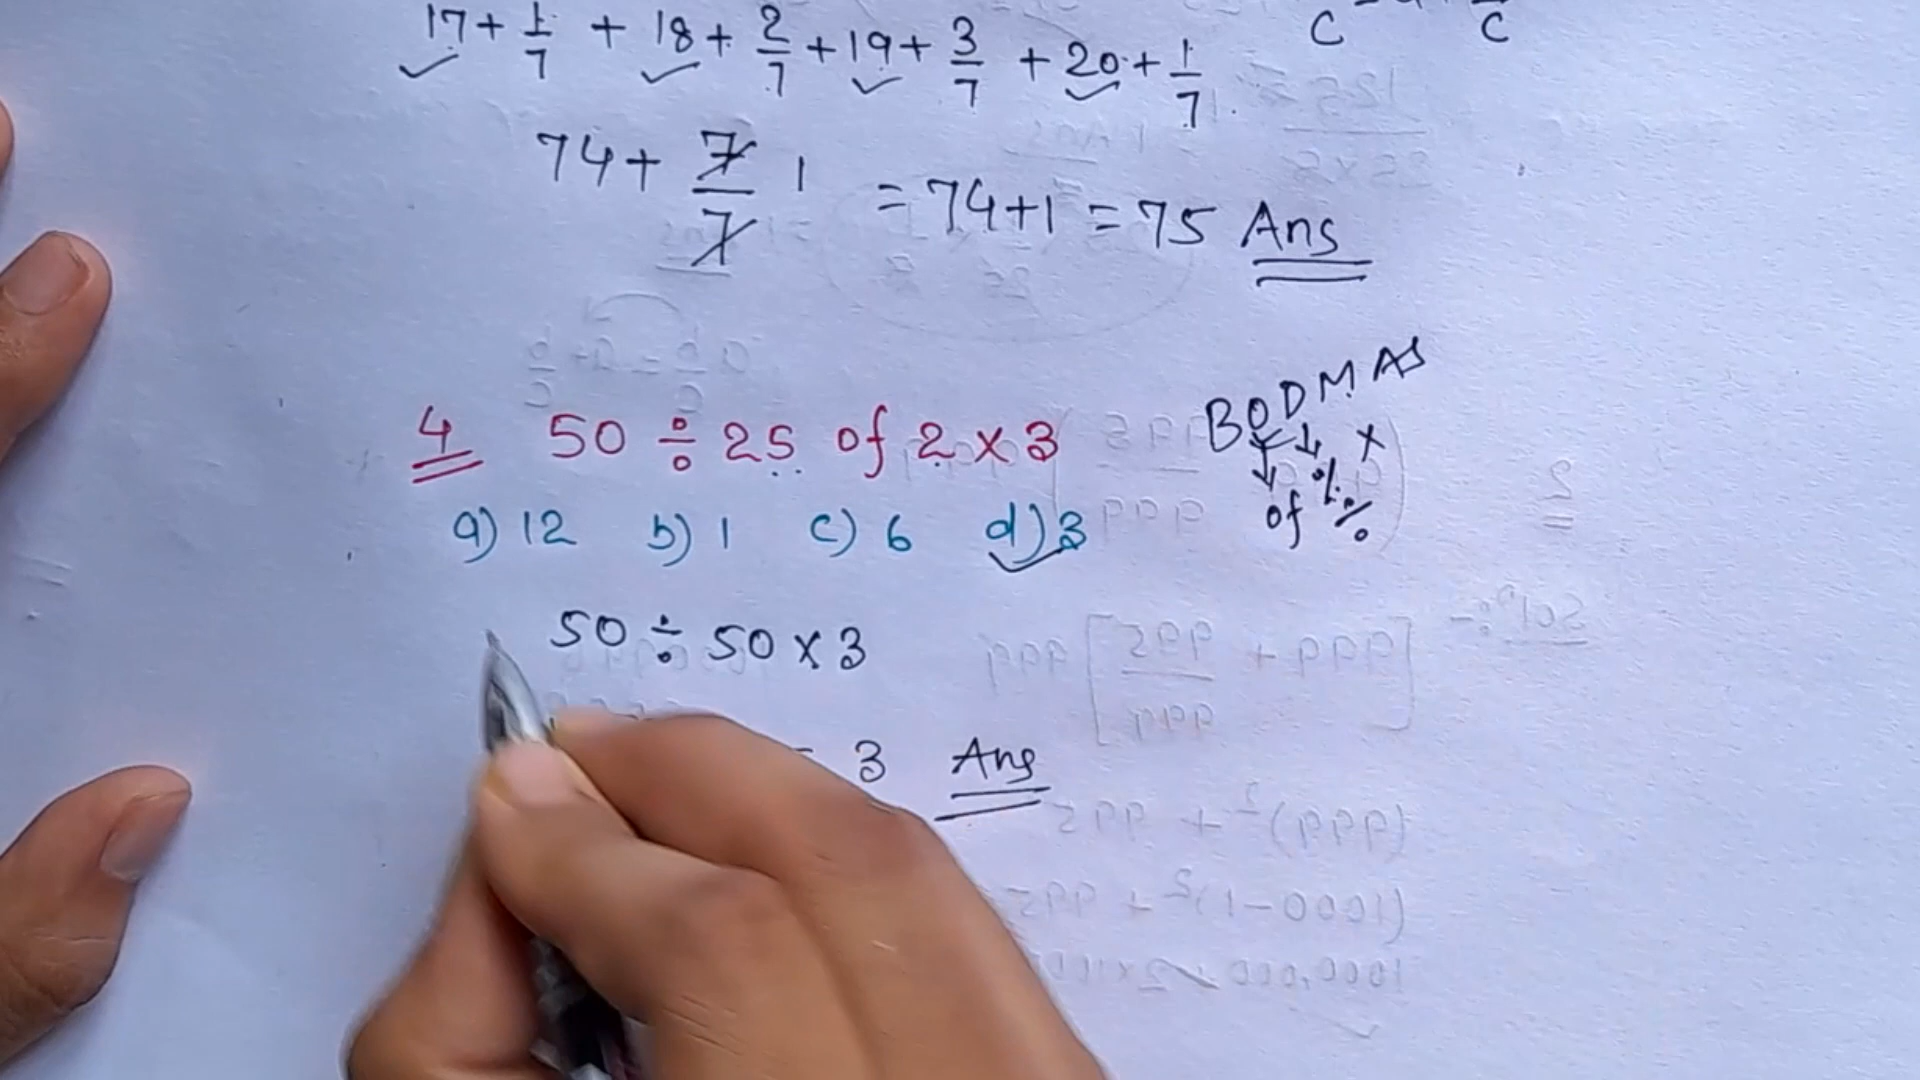 17 + 1/7 + 18 + 2/7 + 19 + 3/7 + 20 + 1/7
C C
74 + 7/7 1 = 74+1 = 75 Ans
BODMAS
4 50 ÷ 25 of 2 × 3
of % ÷ ×
a) 12 b) 1 c) 6 d) 3
50 ÷ 50 × 3
= 3 Ans